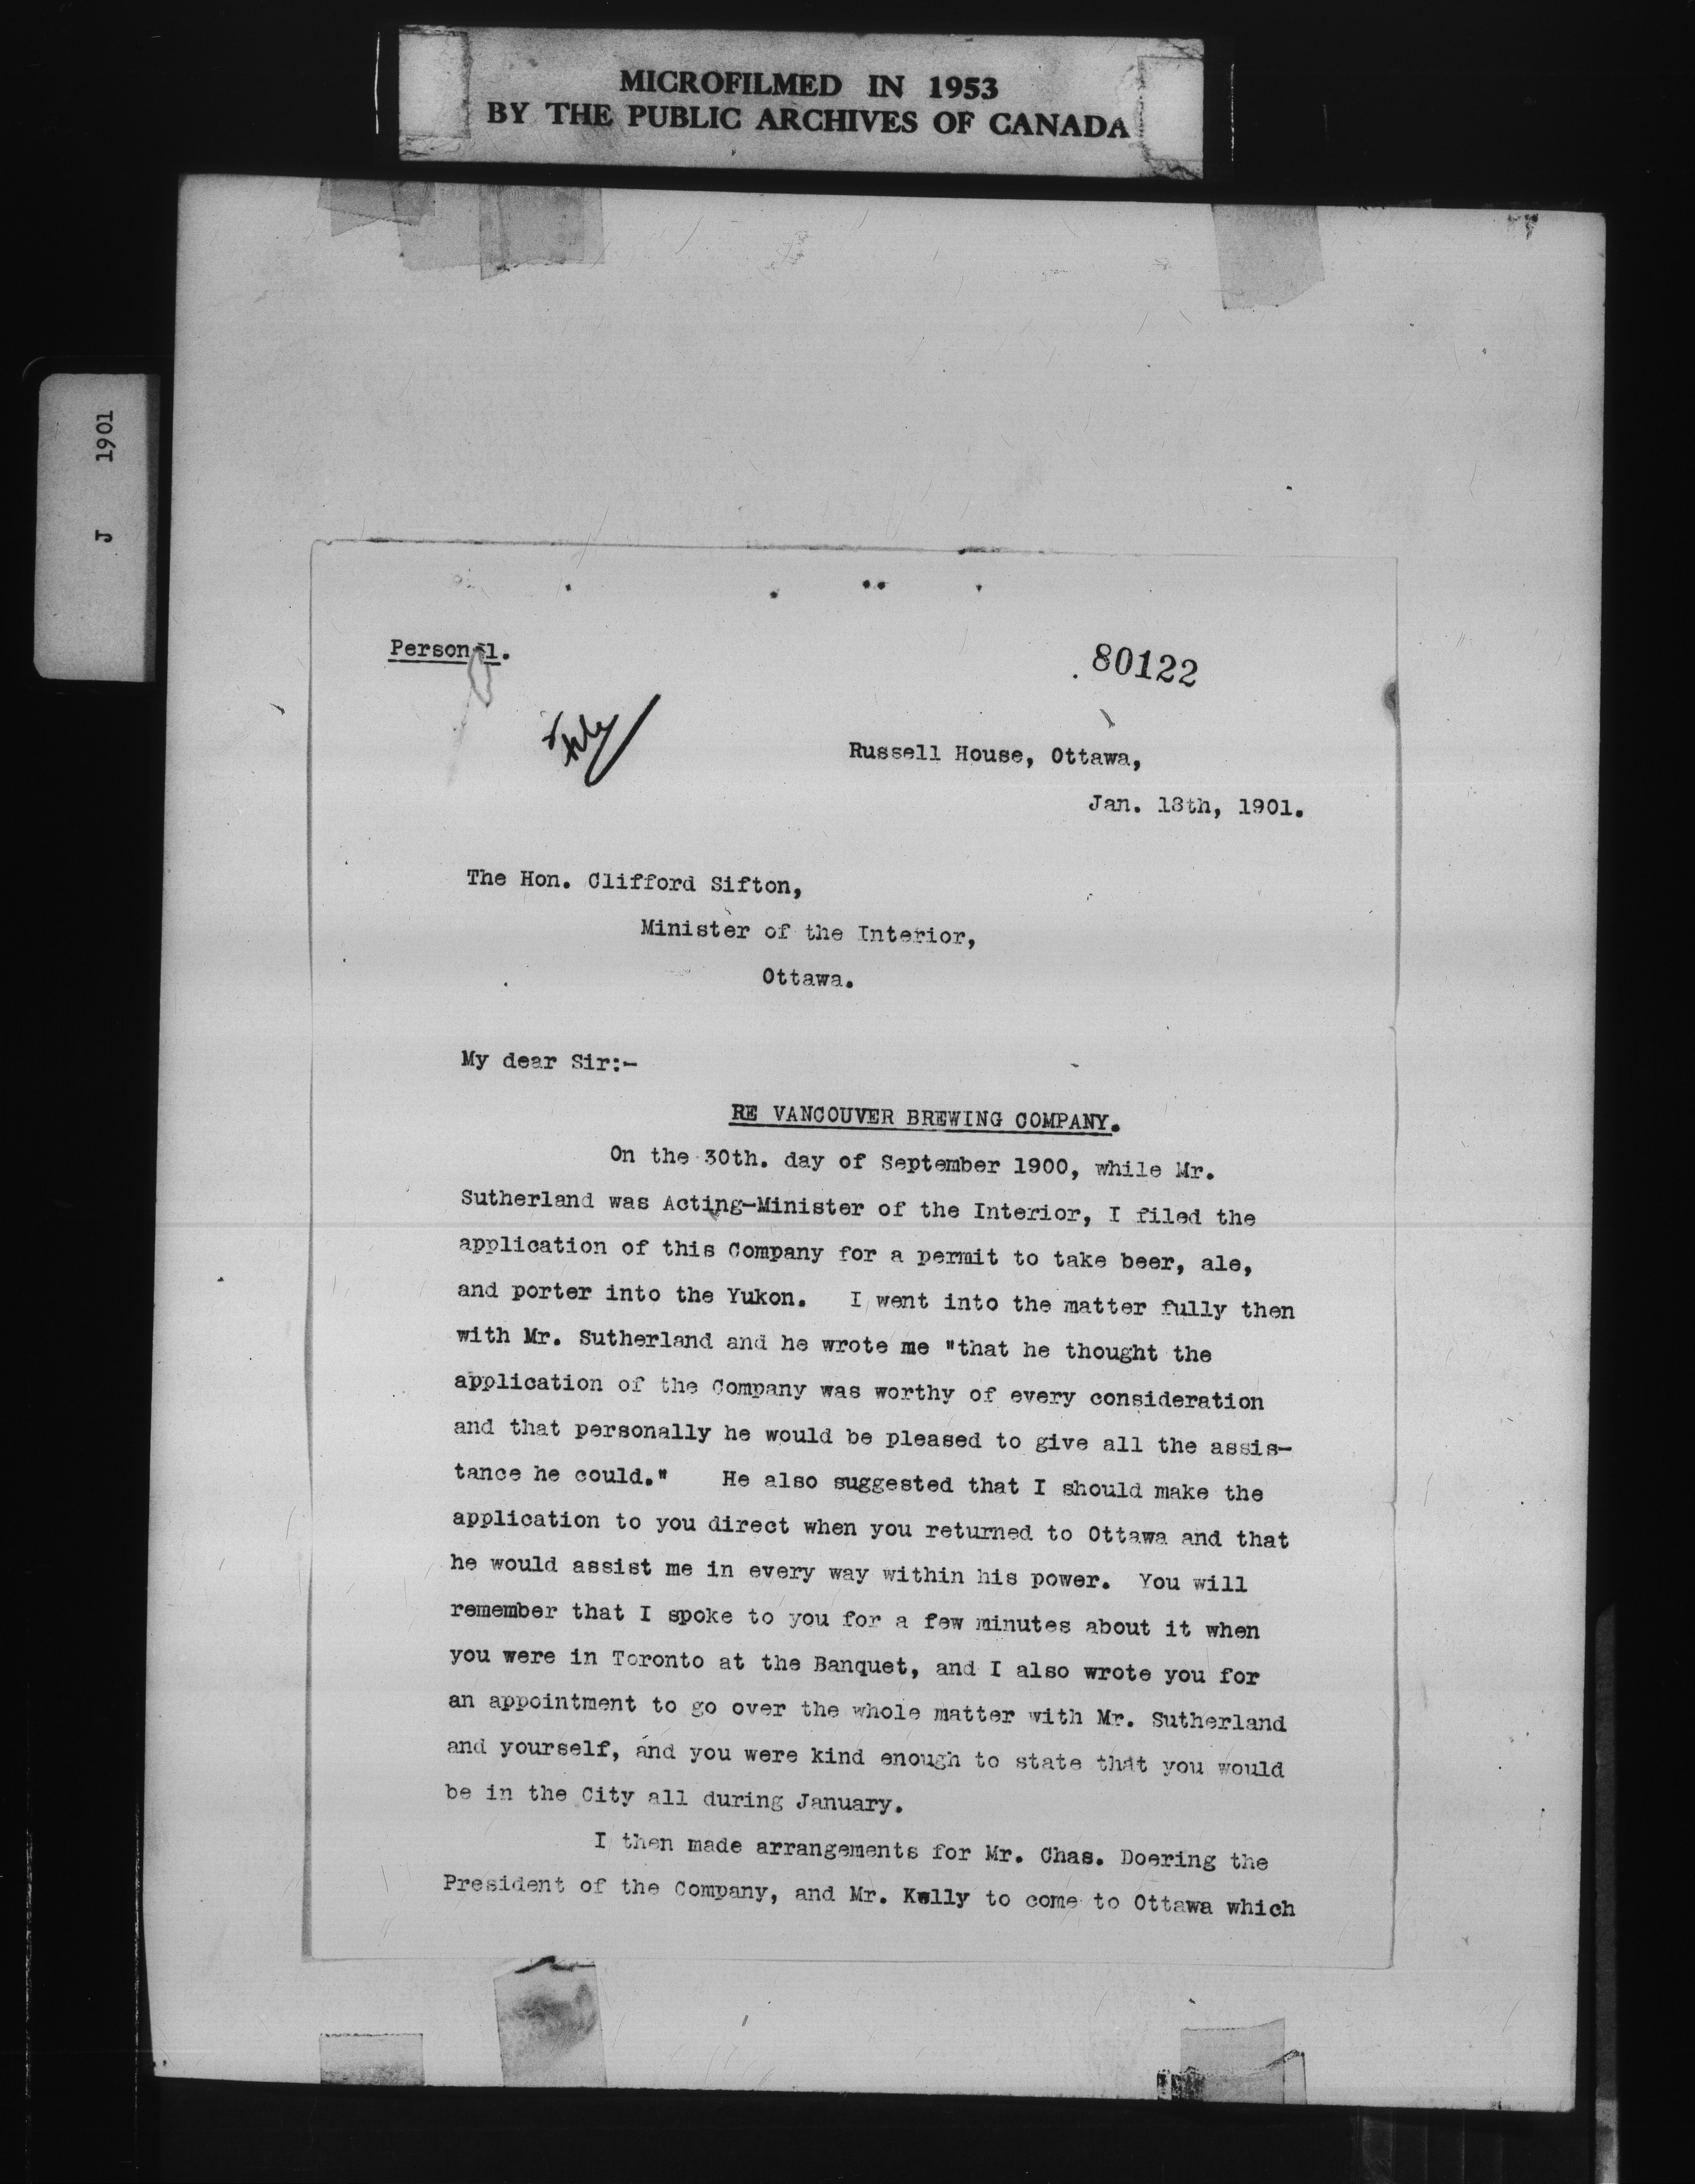 MICROFILMED IN 1953
BY THE PUBLIC ARCHIVES OF CANADA
J 1901
Personal.
80122
Russell House, Ottawa,
Jan. 18th, 1901.
The Hon. Clifford Sifton,
Minister of the Interior,
Ottawa.
My dear Sir:-
RE VANCOUVER BREWING COMPANY.
On the 30th. day of September 1900, while Mr.
Sutherland was Acting-Minister of the Interior, I filed the
application of this Company for a permit to take beer, ale,
and porter into the Yukon. I went into the matter fully then
with Mr. Sutherland and he wrote me "that he thought the
application of the Company was worthy of every consideration
and that personally he would be pleased to give all the assis-
tance he could." He also suggested that I should make the
application to you direct when you returned to Ottawa and that
he would assist me in every way within his power. You will
remember that I spoke to you for a few minutes about it when
you were in Toronto at the Banquet, and I also wrote you for
an appointment to go over the whole matter with Mr. Sutherland
and yourself, and you were kind enough to state that you would
be in the City all during January.
I then made arrangements for Mr. Chas. Doering the
President of the Company, and Mr. Kelly to come to Ottawa which